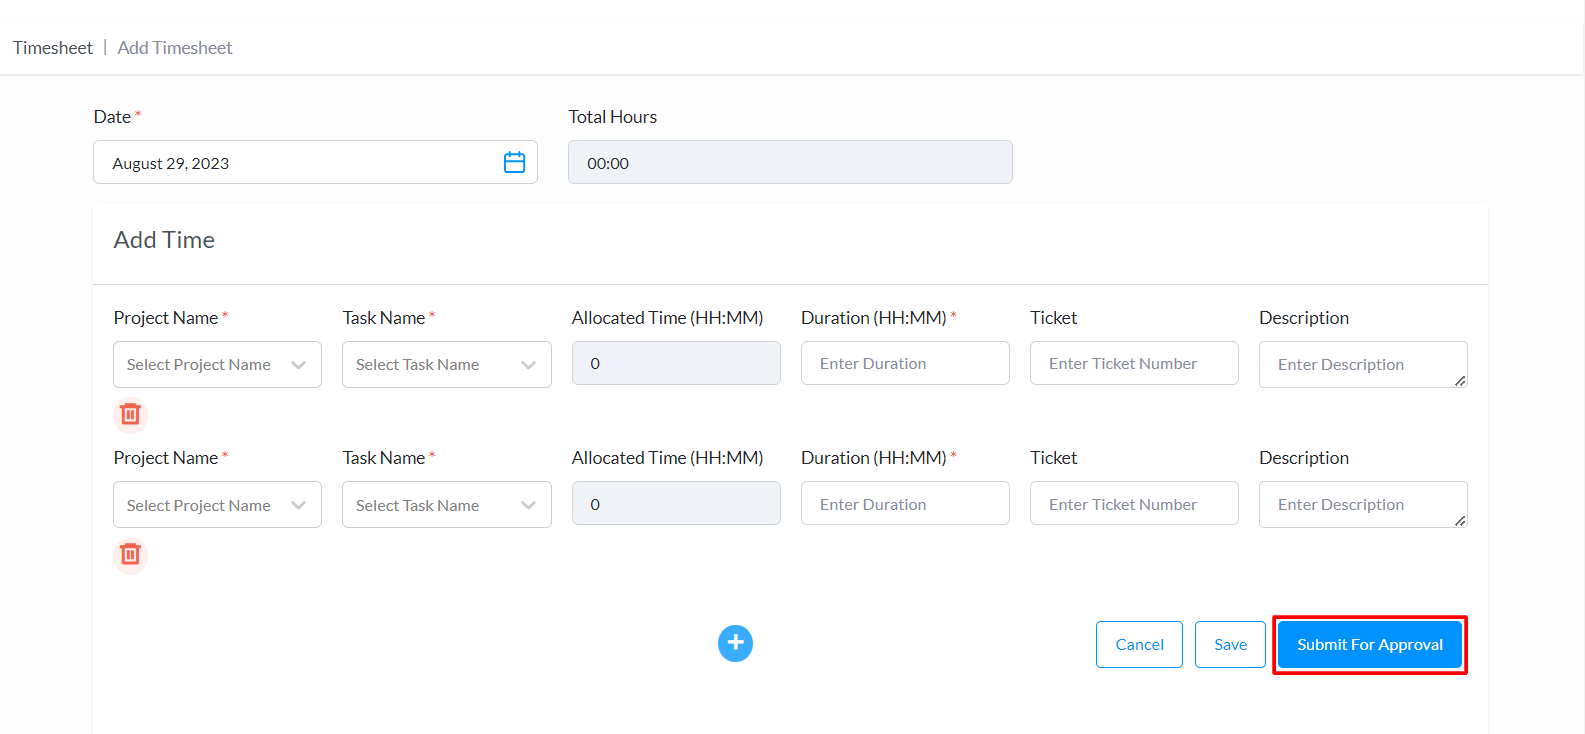 Timesheet | Add Timesheet
Date * Total Hours
August 29, 2023 00:00
Add Time
Project Name * Task Name * Allocated Time (HH:MM) Duration (HH:MM) * Ticket Description
Select Project Name Select Task Name 0 Enter Duration Enter Ticket Number Enter Description
Project Name * Task Name * Allocated Time (HH:MM) Duration (HH:MM) * Ticket Description
Select Project Name Select Task Name 0 Enter Duration Enter Ticket Number Enter Description
Cancel Save Submit For Approval